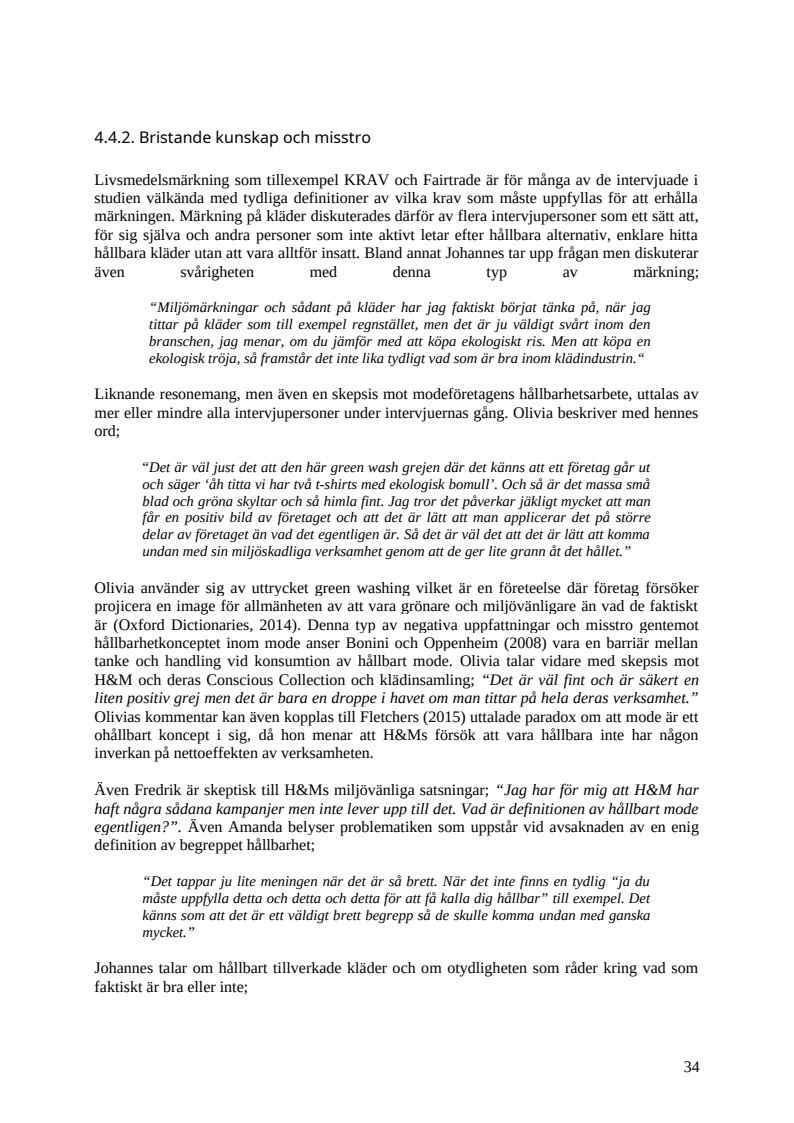 4.4.2. Bristande kunskap och misstro
Livsmedelsmärkning som tillexempel KRAV och Fairtrade är för många av de intervjuade i
studien välkända med tydliga definitioner av vilka krav som måste uppfyllas för att erhålla
märkningen. Märkning på kläder diskuterades därför av flera intervjupersoner som ett sätt att,
för sig själva och andra personer som inte aktivt letar efter hållbara alternativ, enklare hitta
hållbara kläder utan att vara alltför insatt. Bland annat Johannes tar upp frågan men diskuterar
även svårigheten med denna typ av märkning;
“Miljömärkningar och sådant på kläder har jag faktiskt börjat tänka på, när jag
tittar på kläder som till exempel regnstället, men det är ju väldigt svårt inom den
branschen, jag menar, om du jämför med att köpa ekologiskt ris. Men att köpa en
ekologisk tröja, så framstår det inte lika tydligt vad som är bra inom klädindustrin.“
Liknande resonemang, men även en skepsis mot modeföretagens hållbarhetsarbete, uttalas av
mer eller mindre alla intervjupersoner under intervjuernas gång. Olivia beskriver med hennes
ord;
“Det är väl just det att den här green wash grejen där det känns att ett företag går ut
och säger ‘åh titta vi har två t-shirts med ekologisk bomull’. Och så är det massa små
blad och gröna skyltar och så himla fint. Jag tror det påverkar jäkligt mycket att man
får en positiv bild av företaget och att det är lätt att man applicerar det på större
delar av företaget än vad det egentligen är. Så det är väl det att det är lätt att komma
undan med sin miljöskadliga verksamhet genom att de ger lite grann åt det hållet.”
Olivia använder sig av uttrycket green washing vilket är en företeelse där företag försöker
projicera en image för allmänheten av att vara grönare och miljövänligare än vad de faktiskt
är (Oxford Dictionaries, 2014). Denna typ av negativa uppfattningar och misstro gentemot
hållbarhetkonceptet inom mode anser Bonini och Oppenheim (2008) vara en barriär mellan
tanke och handling vid konsumtion av hållbart mode. Olivia talar vidare med skepsis mot
H&M och deras Conscious Collection och klädinsamling; “Det är väl fint och är säkert en
liten positiv grej men det är bara en droppe i havet om man tittar på hela deras verksamhet.”
Olivias kommentar kan även kopplas till Fletchers (2015) uttalade paradox om att mode är ett
ohållbart koncept i sig, då hon menar att H&Ms försök att vara hållbara inte har någon
inverkan på nettoeffekten av verksamheten.
Även Fredrik är skeptisk till H&Ms miljövänliga satsningar; “Jag har för mig att H&M har
haft några sådana kampanjer men inte lever upp till det. Vad är definitionen av hållbart mode
egentligen?”. Även Amanda belyser problematiken som uppstår vid avsaknaden av en enig
definition av begreppet hållbarhet;
“Det tappar ju lite meningen när det är så brett. När det inte finns en tydlig “ja du
måste uppfylla detta och detta och detta för att få kalla dig hållbar” till exempel. Det
känns som att det är ett väldigt brett begrepp så de skulle komma undan med ganska
mycket.”
Johannes talar om hållbart tillverkade kläder och om otydligheten som råder kring vad som
faktiskt är bra eller inte;
34